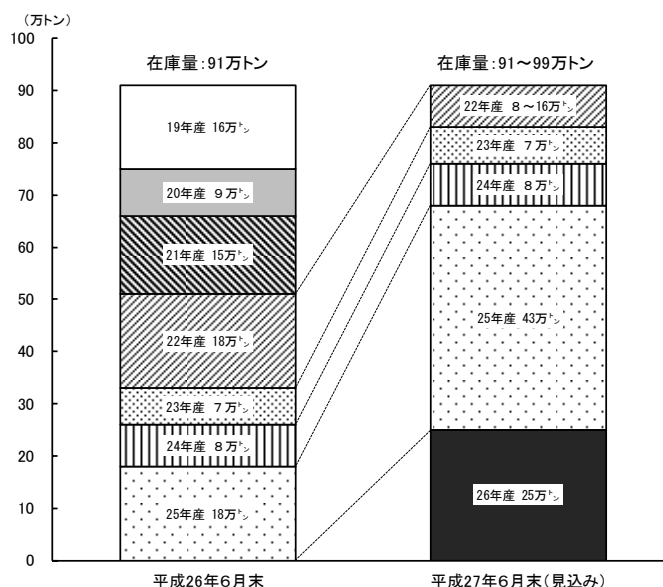 (万トン)
100
90
80
70
60
50
40
30
20
10
0
在庫量:91万トン
19年産 16万㌧
20年産 9万㌧
21年産 15万㌧
22年産 18万㌧
23年産 7万㌧
24年産 8万㌧
25年産 18万㌧
平成26年6月末
在庫量:91～99万トン
22年産 8～16万㌧
23年産 7万㌧
24年産 8万㌧
25年産 43万㌧
26年産 25万㌧
平成27年6月末(見込み)